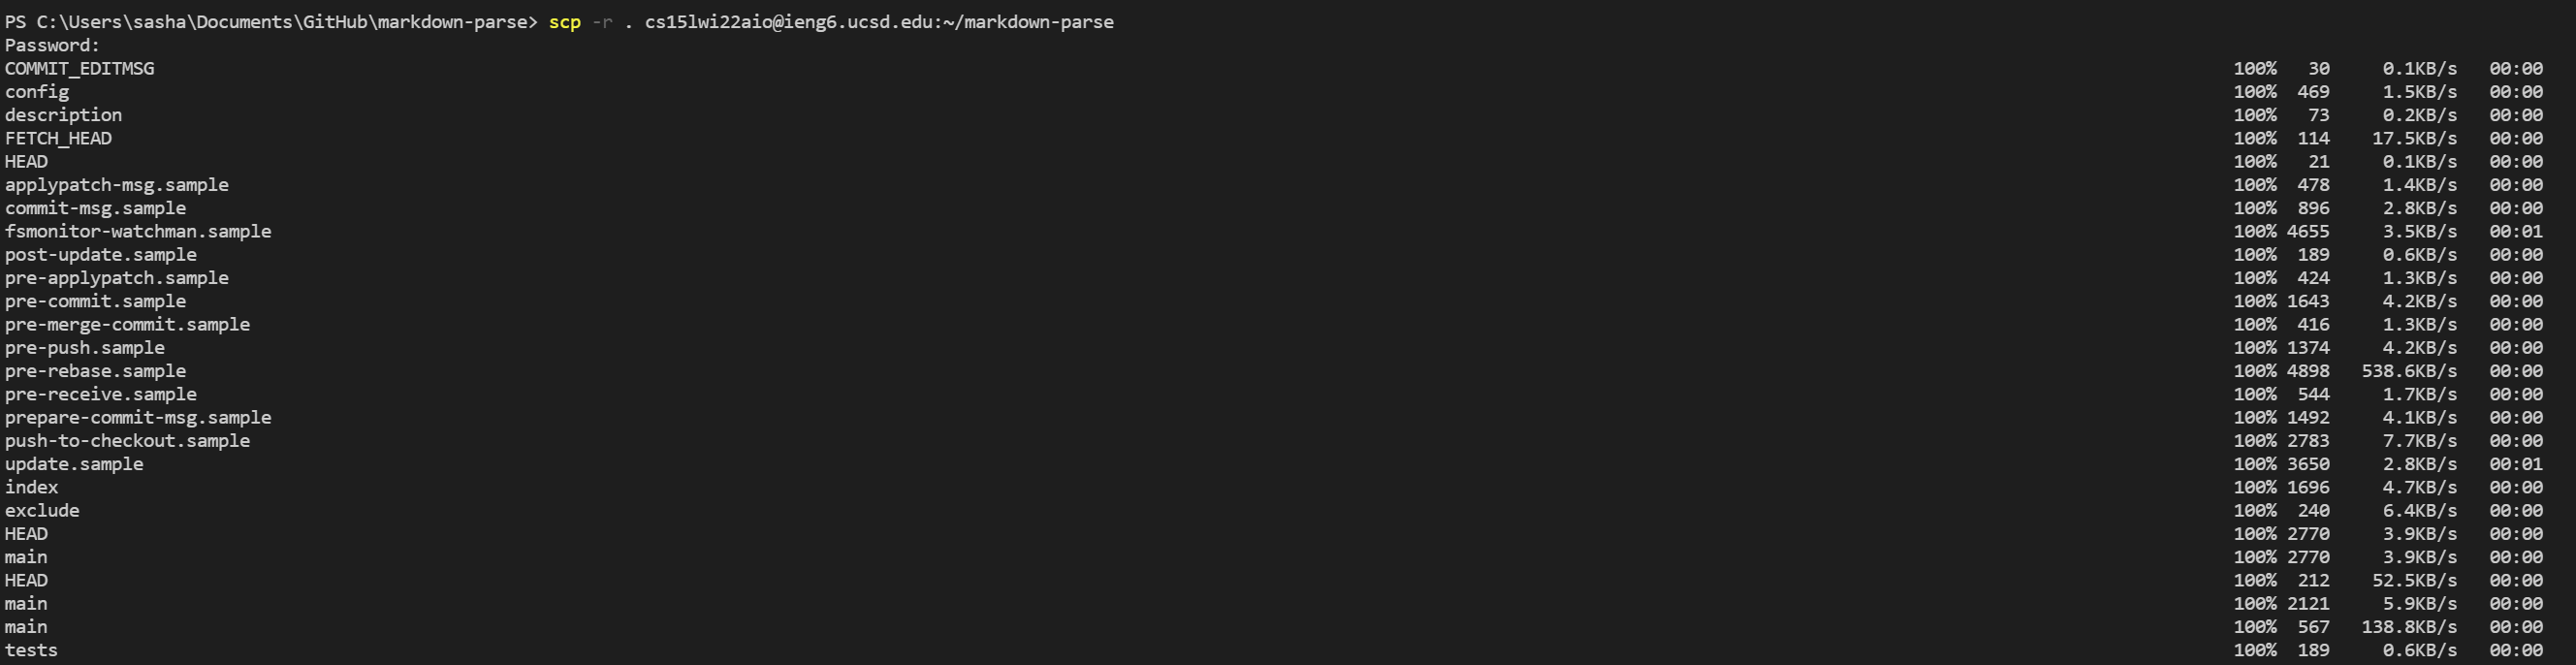 PS C:\Users\sasha\Documents\GitHub\markdown-parse> scp -r . cs15lwi22aio@ieng6.ucsd.edu:~/markdown-parse
Password:
COMMIT_EDITMSG 100% 30 0.1KB/s 00:00
config 100% 469 1.5KB/s 00:00
description 100% 73 0.2KB/s 00:00
FETCH_HEAD 100% 114 17.5KB/s 00:00
HEAD 100% 21 0.1KB/s 00:00
applypatch-msg.sample 100% 478 1.4KB/s 00:00
commit-msg.sample 100% 896 2.8KB/s 00:00
fsmonitor-watchman.sample 100% 4655 3.5KB/s 00:01
post-update.sample 100% 189 0.6KB/s 00:00
pre-applypatch.sample 100% 424 1.3KB/s 00:00
pre-commit.sample 100% 1643 4.2KB/s 00:00
pre-merge-commit.sample 100% 416 1.3KB/s 00:00
pre-push.sample 100% 1374 4.2KB/s 00:00
pre-rebase.sample 100% 4898 538.6KB/s 00:00
pre-receive.sample 100% 544 1.7KB/s 00:00
prepare-commit-msg.sample 100% 1492 4.1KB/s 00:00
push-to-checkout.sample 100% 2783 7.7KB/s 00:00
update.sample 100% 3650 2.8KB/s 00:01
index 100% 1696 4.7KB/s 00:00
exclude 100% 240 6.4KB/s 00:00
HEAD 100% 2770 3.9KB/s 00:00
main 100% 2770 3.9KB/s 00:00
HEAD 100% 212 52.5KB/s 00:00
main 100% 2121 5.9KB/s 00:00
main 100% 567 138.8KB/s 00:00
tests 100% 189 0.6KB/s 00:00